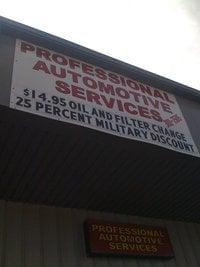 PROFESSIONAL
AUTOMOTIVE
SERVICES
$14.95 OIL AND FILTER CHANGE
25 PERCENT MILITARY DISCOUNT
PROFESSIONAL
AUTOMOTIVE
SERVICES